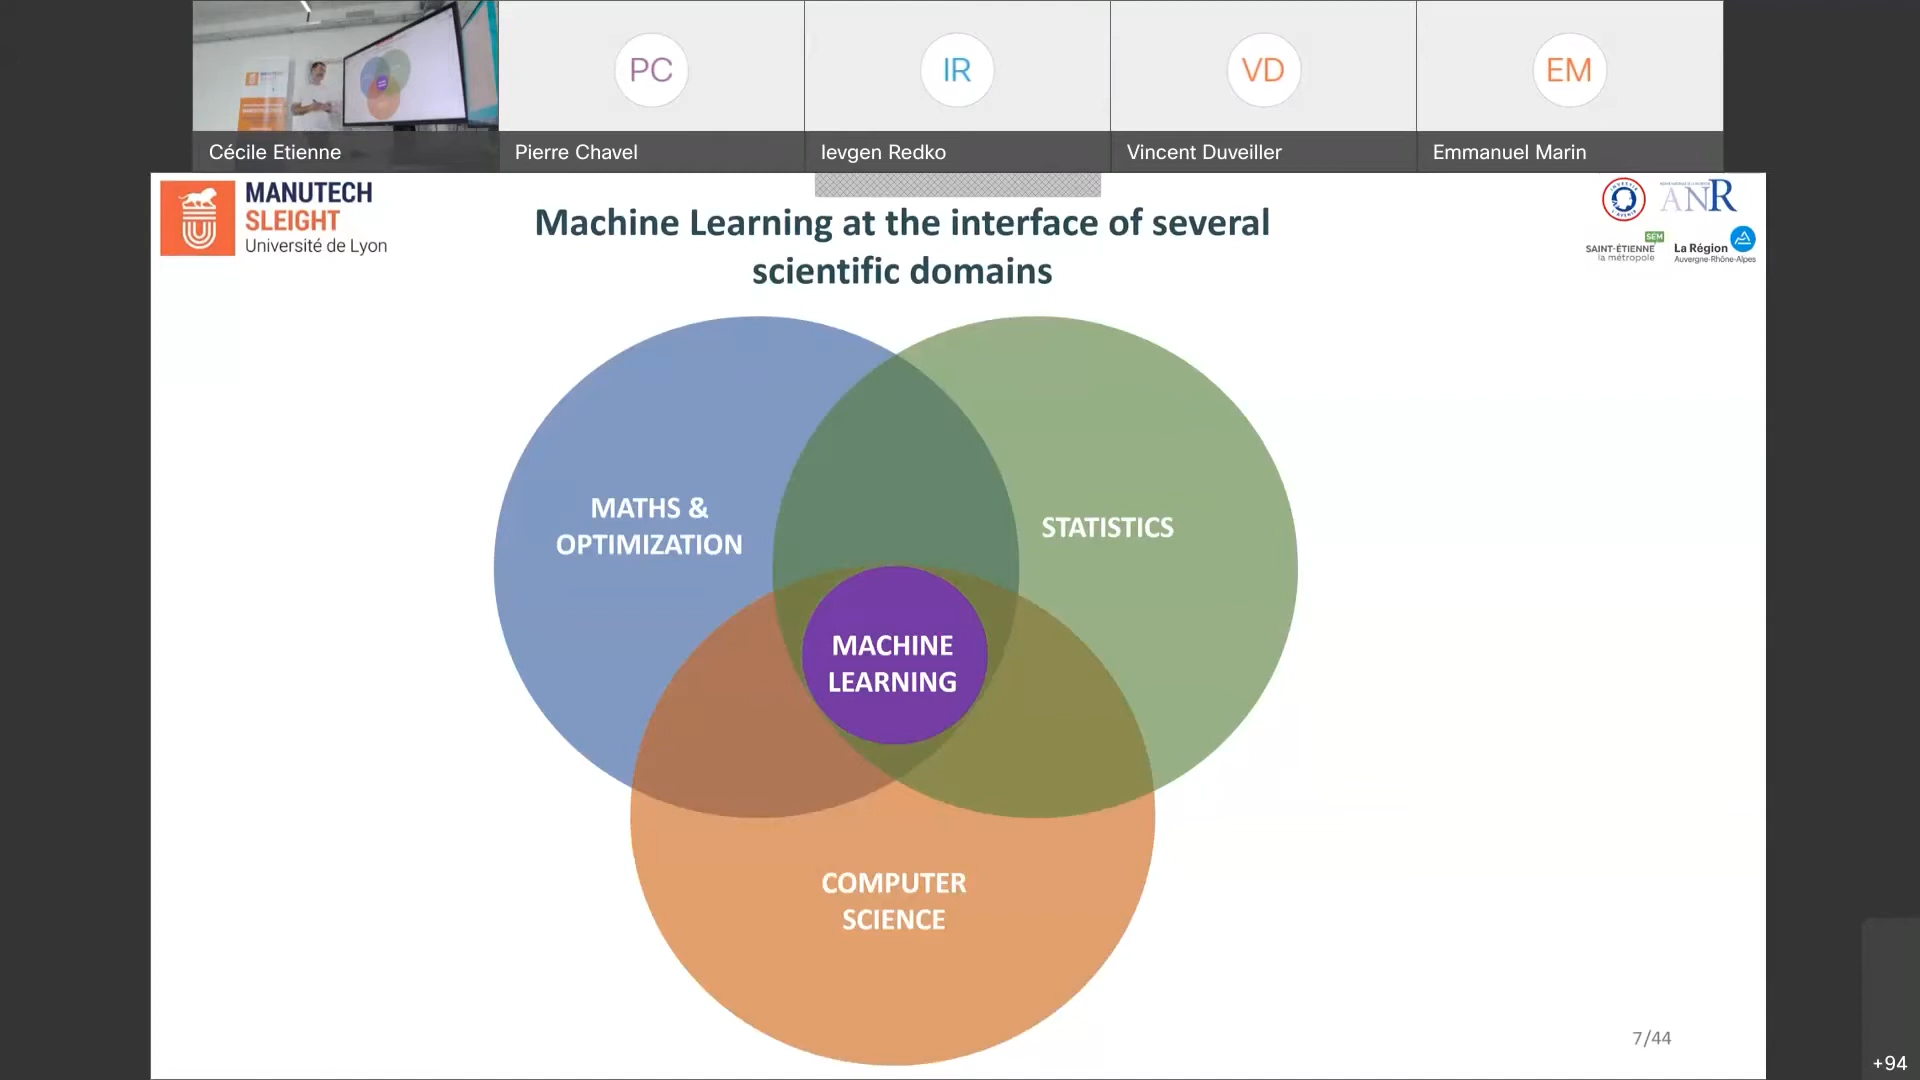 PC
IR
VD
EM
Cécile Etienne
Pierre Chavel
Ievgen Redko
Vincent Duveiller
Emmanuel Marin
MANUTECH
SLEIGHT
Université de Lyon
Machine Learning at the interface of several
scientific domains
ANR
SAINT-ÉTIENNE
la métropole
SEM
La Région
Auvergne-Rhône-Alpes
MATHS &
OPTIMIZATION
STATISTICS
MACHINE
LEARNING
COMPUTER
SCIENCE
7/44
+94